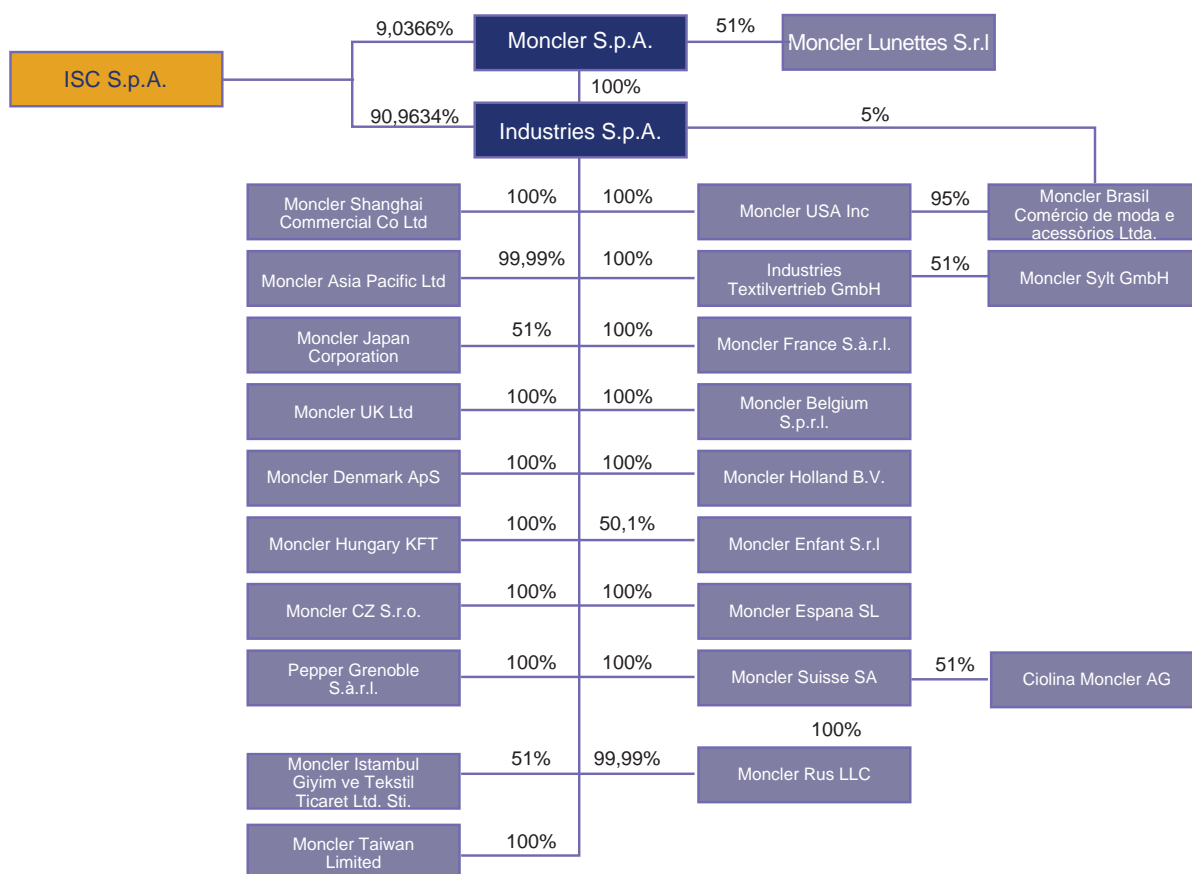 9,0366%
Moncler S.p.A.
51%
Moncler Lunettes S.r.l
ISC S.p.A.
100%
90,9634%
Industries S.p.A.
5%
Moncler Shanghai
Commercial Co Ltd
100%
100%
Moncler USA Inc
95%
Moncler Brasil
Comércio de moda e
acessòrios Ltda.
Moncler Asia Pacific Ltd
99,99%
100%
Industries
Textilvertrieb GmbH
51%
Moncler Sylt GmbH
Moncler Japan
Corporation
51%
100%
Moncler France S.à.r.l.
Moncler UK Ltd
100%
100%
Moncler Belgium
S.p.r.l.
Moncler Denmark ApS
100%
100%
Moncler Holland B.V.
Moncler Hungary KFT
100%
50,1%
Moncler Enfant S.r.l
Moncler CZ S.r.o.
100%
100%
Moncler Espana SL
Pepper Grenoble
S.à.r.l.
100%
100%
Moncler Suisse SA
51%
Ciolina Moncler AG
100%
Moncler Istambul
Giyim ve Tekstil
Ticaret Ltd. Sti.
51%
99,99%
Moncler Rus LLC
Moncler Taiwan
Limited
100%